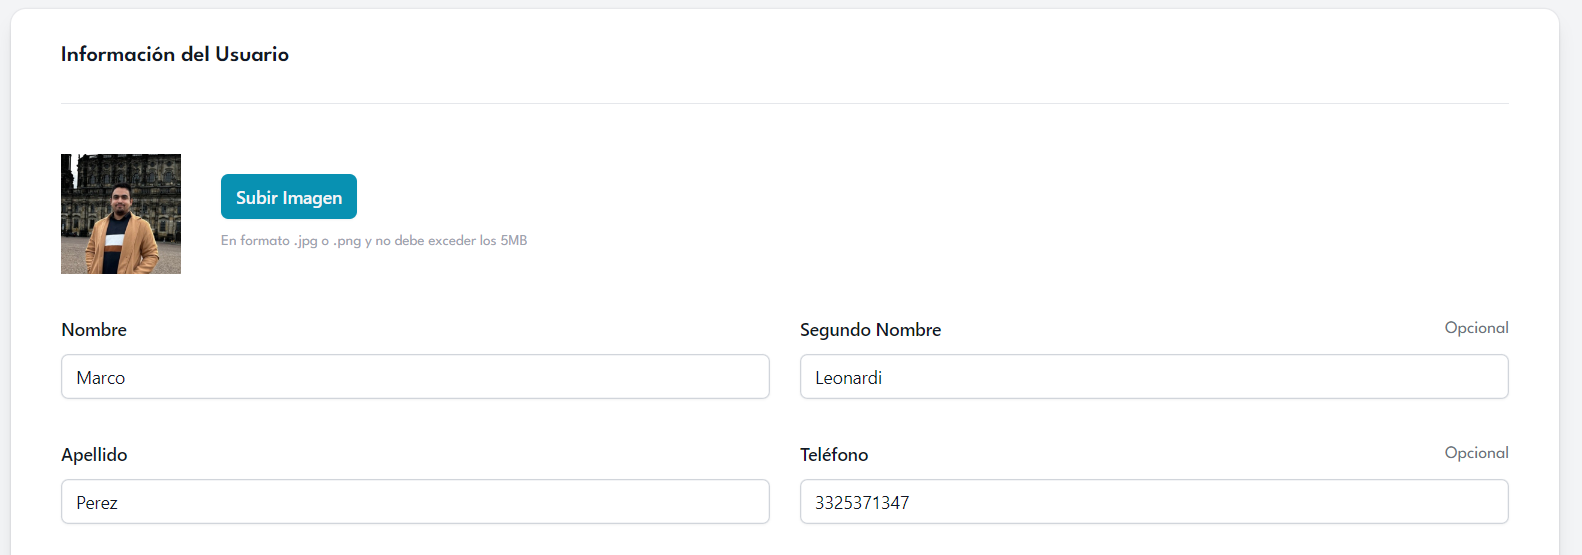 Información del Usuario
Subir Imagen
En formato .jpg o .png y no debe exceder los 5MB
Nombre
Segundo Nombre
Opcional
Marco
Leonardi
Apellido
Teléfono
Opcional
Perez
3325371347